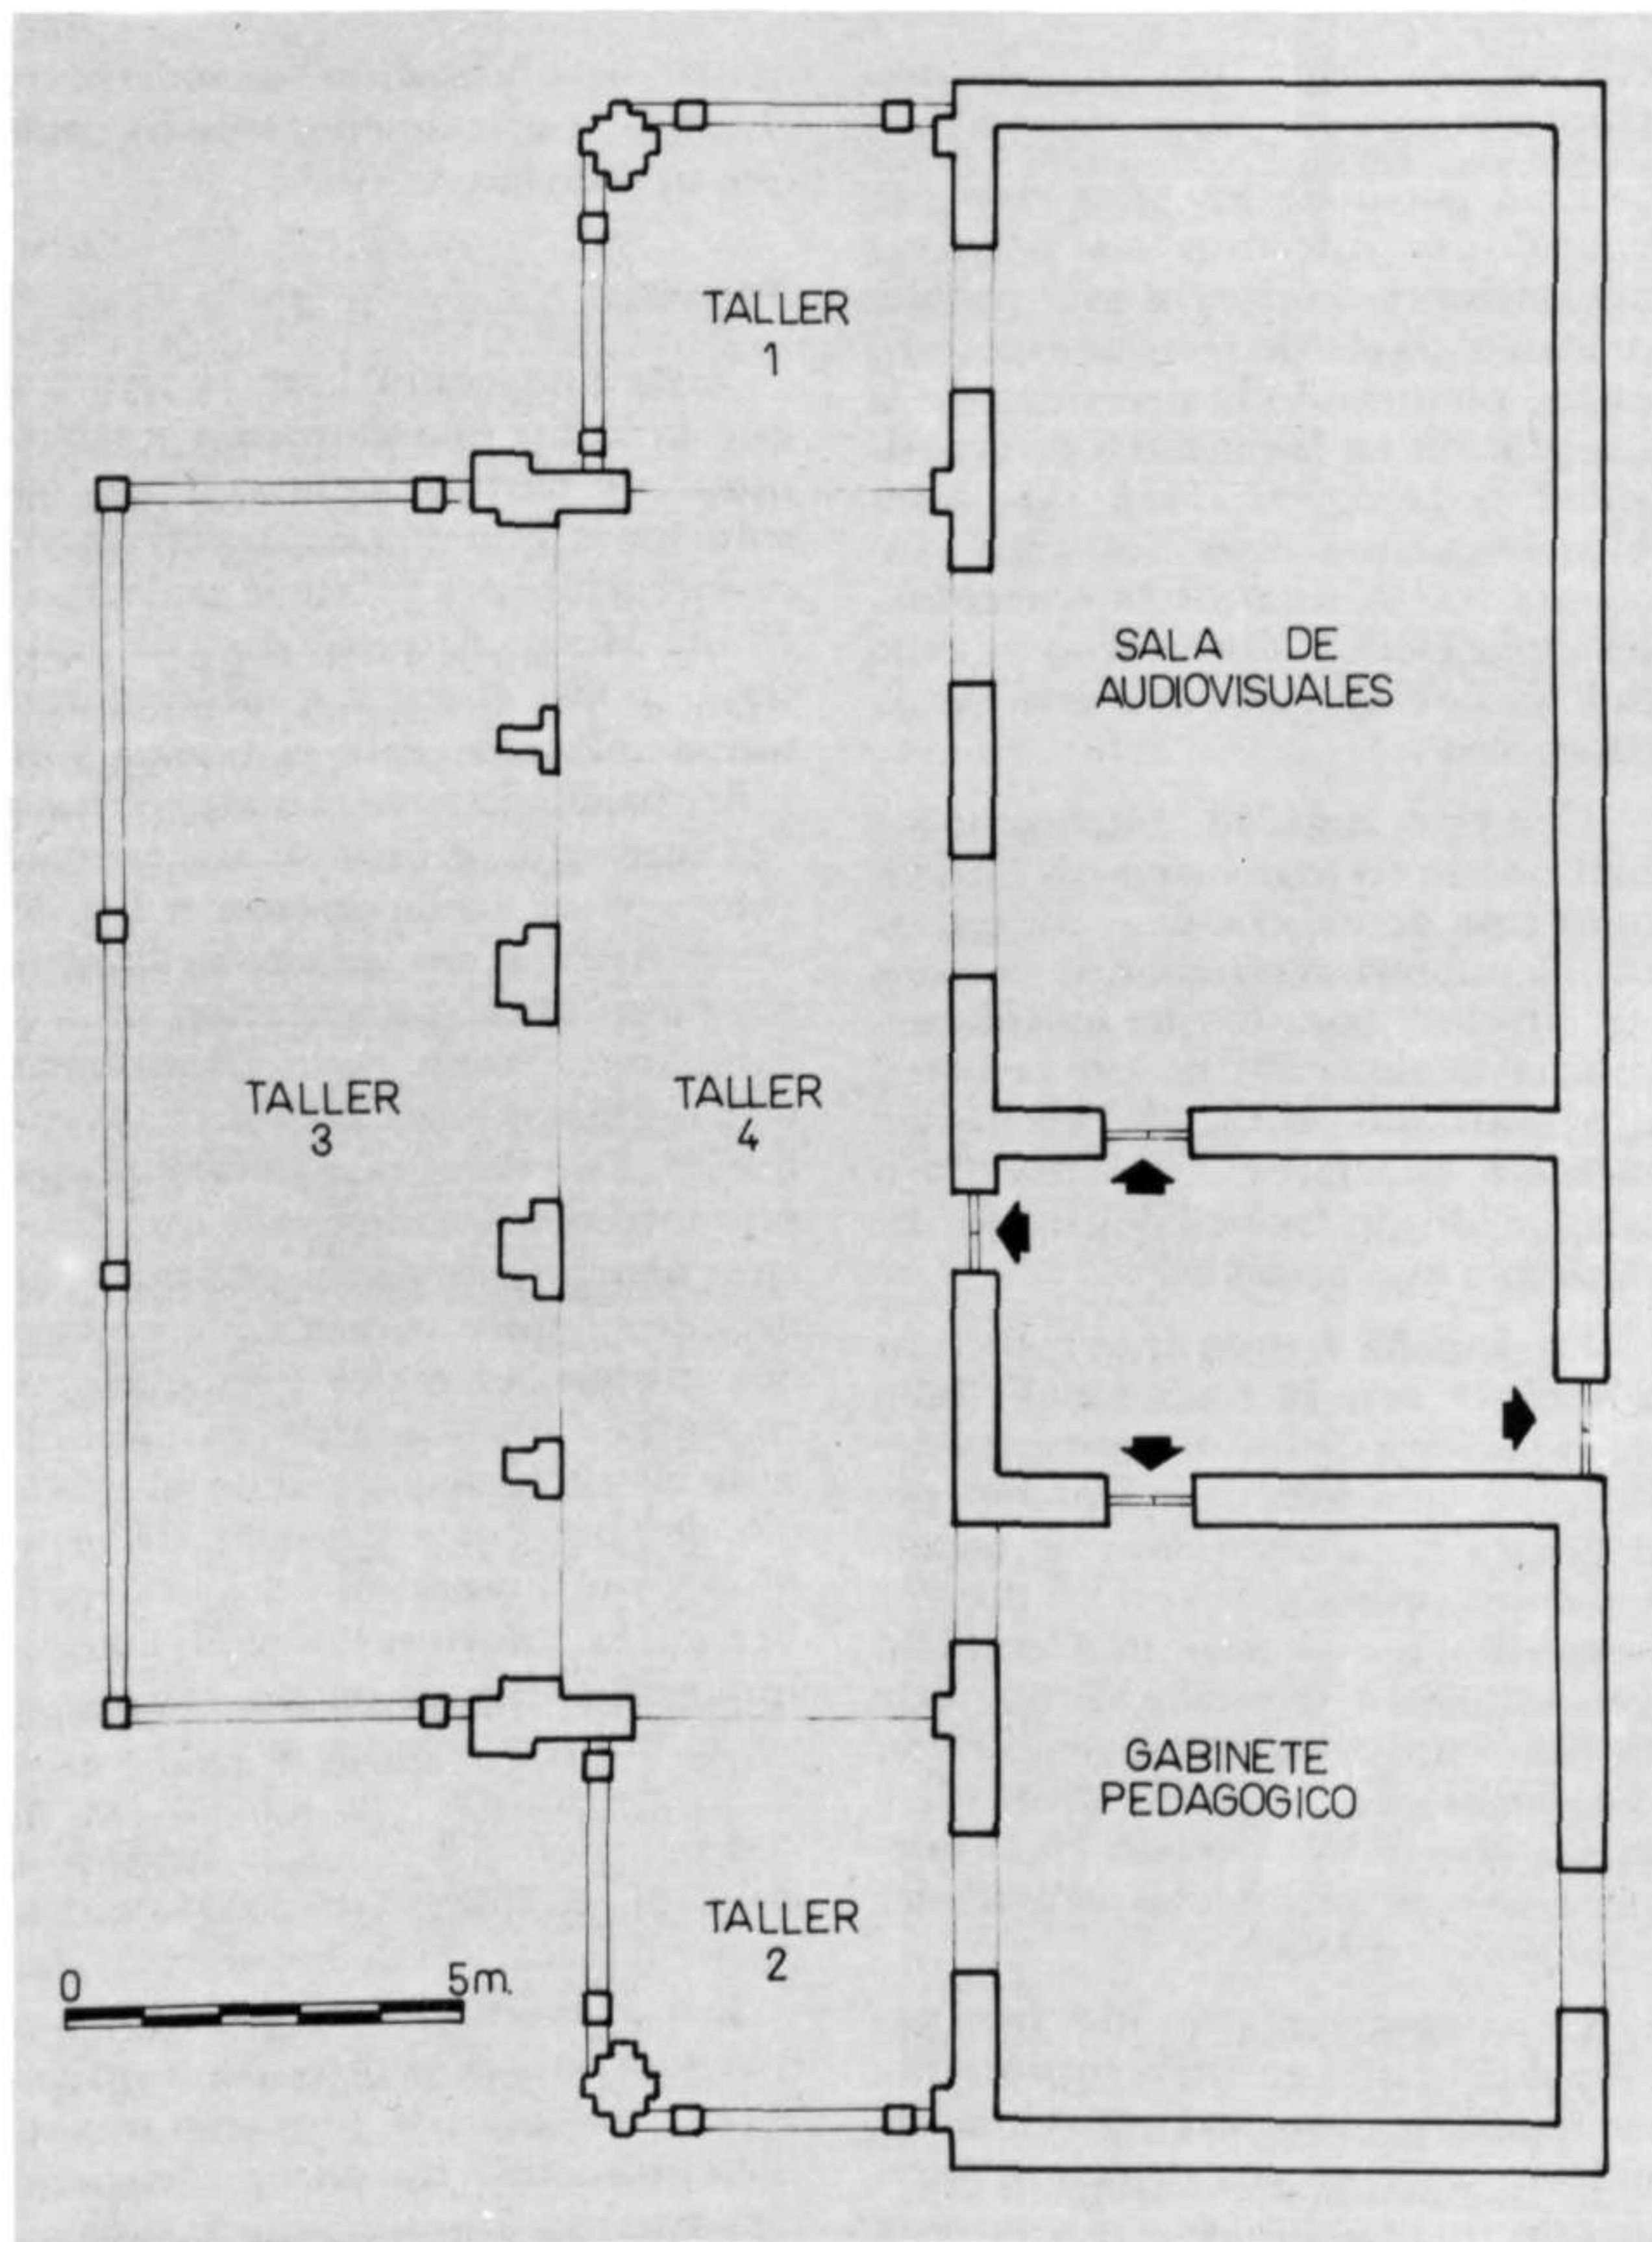 TALLER
1
SALA DE
AUDIOVISUALES
TALLER
3
TALLER
4
GABINETE
PEDAGOGICO
TALLER
2
0 5m.